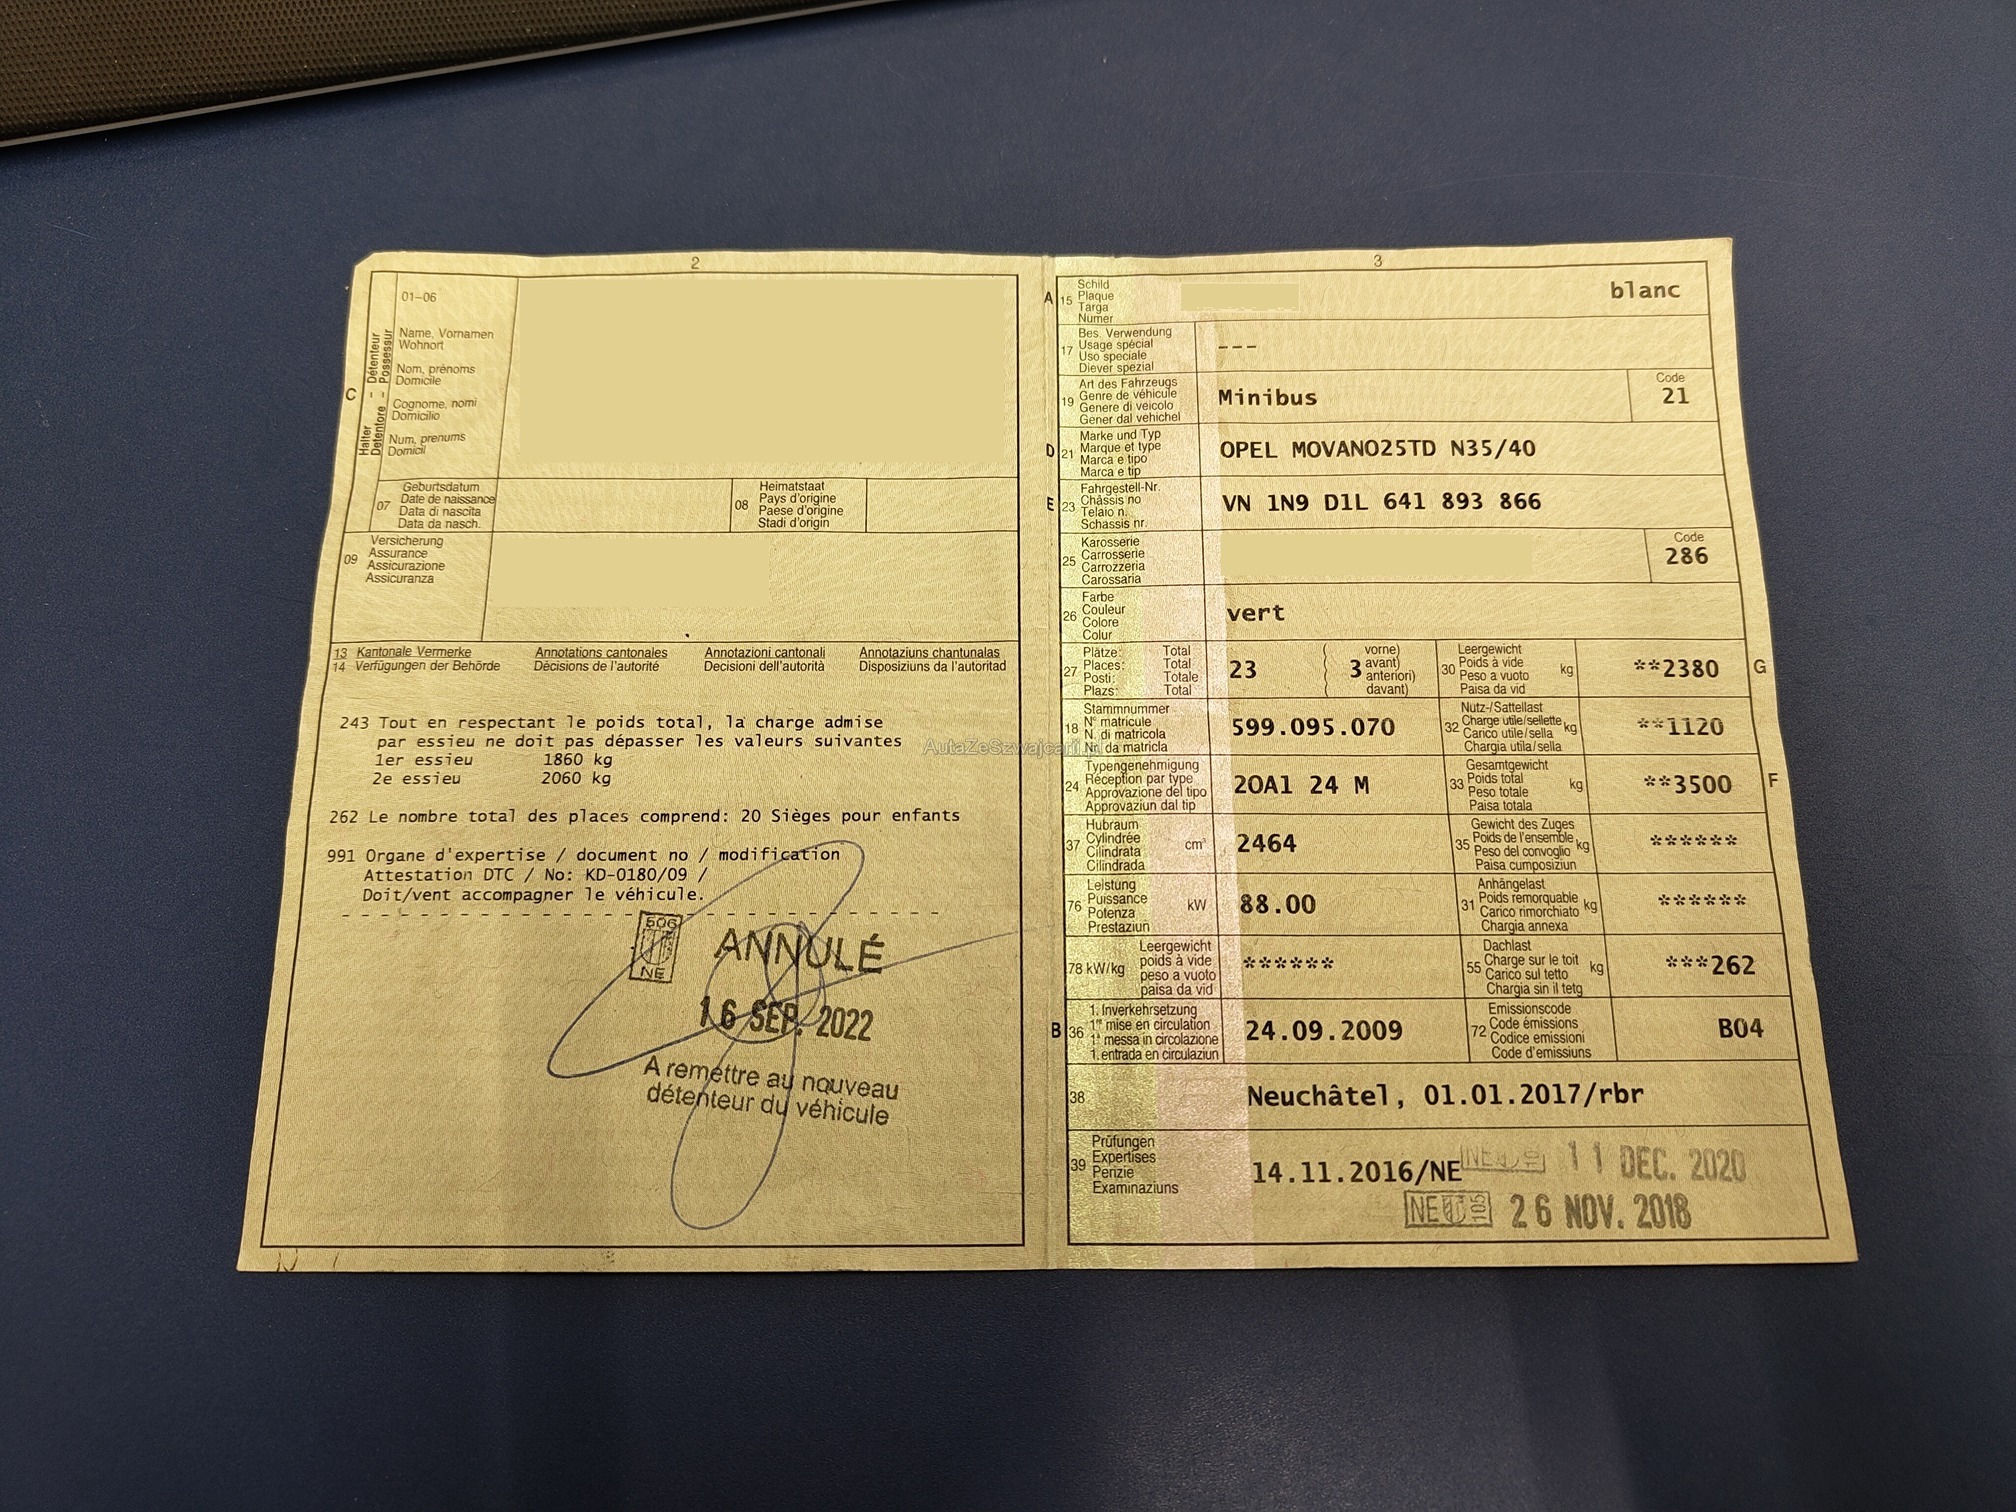 2
01-06
Name, Vornamen
Wohnort
Nom, prénoms
Domicile
Cognome, nomi
Domicilio
Num, prenums
Domicil
C
Halter – Détenteur
Detentore – Possessur
07 Geburtsdatum
Date de naissance
Data di nascita
Data da nasch.
08 Heimatstaat
Pays d'origine
Paese d'origine
Stadi d'origin
09 Versicherung
Assurance
Assicurazione
Assicuranza
13 Kantonale Vermerke Annotations cantonales Annotazioni cantonali Annotaziuns chantunalas
14 Verfügungen der Behörde Décisions de l'autorité Decisioni dell'autorità Disposiziuns da l'autoritad
243 Tout en respectant le poids total, la charge admise
par essieu ne doit pas dépasser les valeurs suivantes
1er essieu 1860 kg
2e essieu 2060 kg
262 Le nombre total des places comprend: 20 Sièges pour enfants
991 Organe d'expertise / document no / modification
Attestation DTC / No: KD-0180/09 /
Doit/vent accompagner le véhicule.
506
NE
ANNULÉ
16 SEP. 2022
A remettre au nouveau
détenteur du véhicule
AutaZeSzwajcarii
3
A 15 Schild
Plaque
Targa
Numer
blanc
17 Bes. Verwendung
Usage spécial
Uso speciale
Diever spezial
---
19 Art des Fahrzeugs
Genre de véhicule
Genere di veicolo
Gener dal vehichel
Minibus
Code
21
D 21 Marke und Typ
Marque et type
Marca e tipo
Marca e tip
OPEL MOVANO25TD N35/40
E 23 Fahrgestell-Nr.
Châssis no
Telaio n.
Schassis nr.
VN 1N9 D1L 641 893 866
25 Karosserie
Carrosserie
Carrozzeria
Carossaria
Code
286
26 Farbe
Couleur
Colore
Colur
vert
27 Plätze: Total
Places: Total
Posti: Totale
Plazs: Total
23 ( 3 vorne)
avant)
anteriori)
davant)
30 Leergewicht
Poids à vide
Peso a vuoto
Paisa da vid
kg **2380 G
18 Stammnummer
N° matricule
N. di matricola
N. da matricla
599.095.070
32 Nutz-/Sattellast
Charge utile/sellette
Carico utile/sella
Chargia utila/sella
kg **1120
24 Typengenehmigung
Réception par type
Approvazione del tipo
Approvaziun dal tip
2OA1 24 M
33 Gesamtgewicht
Poids total
Peso totale
Paisa totala
kg **3500 F
37 Hubraum
Cylindrée
Cilindrata
Cilindrada
cm³ 2464
35 Gewicht des Zuges
Poids de l'ensemble
Peso del convoglio
Paisa cumposiziun
kg ******
76 Leistung
Puissance
Potenza
Prestaziun
kW 88.00
31 Anhängelast
Poids remorquable
Carico rimorchiato
Chargia annexa
kg ******
78 kW/kg Leergewicht
poids à vide
peso a vuoto
paisa da vid
******
55 Dachlast
Charge sur le toit
Carico sul tetto
Chargia sin il tetg
kg ***262
B 36 1. Inverkehrsetzung
1re mise en circulation
1a messa in circolazione
1. entrada en circulaziun
24.09.2009
72 Emissionscode
Code émissions
Codice emissioni
Code d'emissiuns
B04
38 Neuchâtel, 01.01.2017/rbr
39 Prüfungen
Expertises
Perizie
Examinaziuns
14.11.2016/NE
NE 11 DEC. 2020
NE 105 26 NOV. 2018